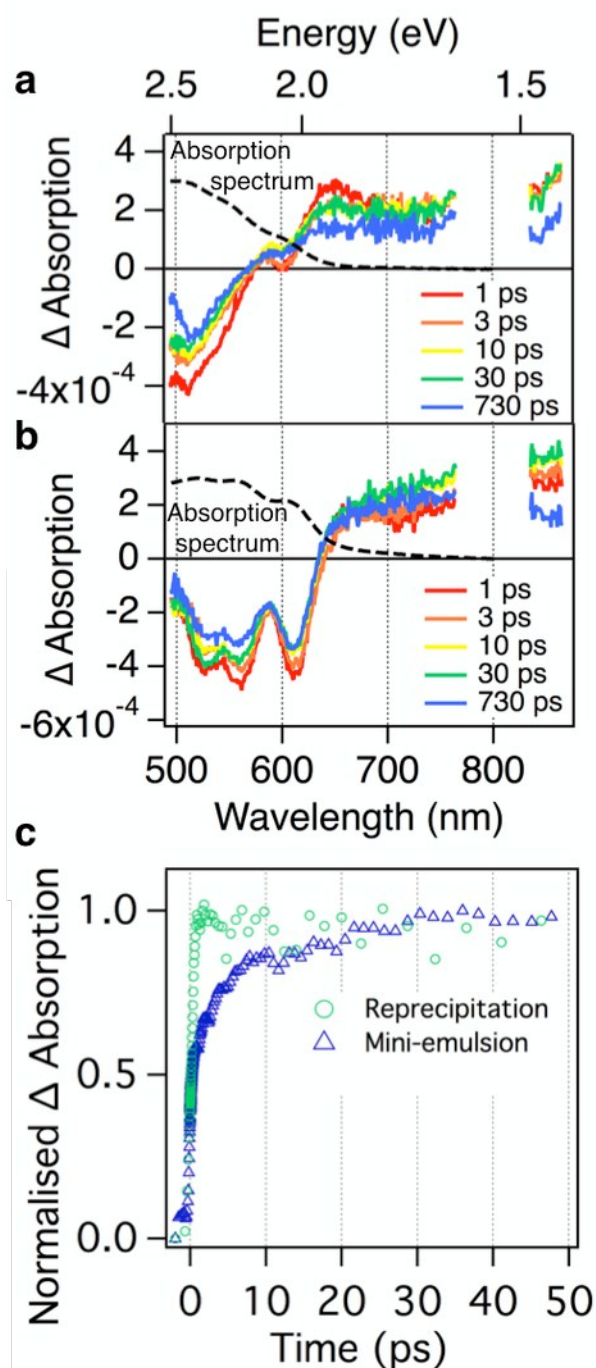 Energy (eV)
a
2.5 2.0 1.5
Absorption
spectrum
Δ Absorption
4
2
0
-2
-4x10-4
1 ps
3 ps
10 ps
30 ps
730 ps
b
Absorption
spectrum
Δ Absorption
4
2
0
-2
-4
-6x10-4
1 ps
3 ps
10 ps
30 ps
730 ps
500 600 700 800
Wavelength (nm)
c
Normalised Δ Absorption
1.0
0.5
0.0
Reprecipitation
Mini-emulsion
0 10 20 30 40 50
Time (ps)